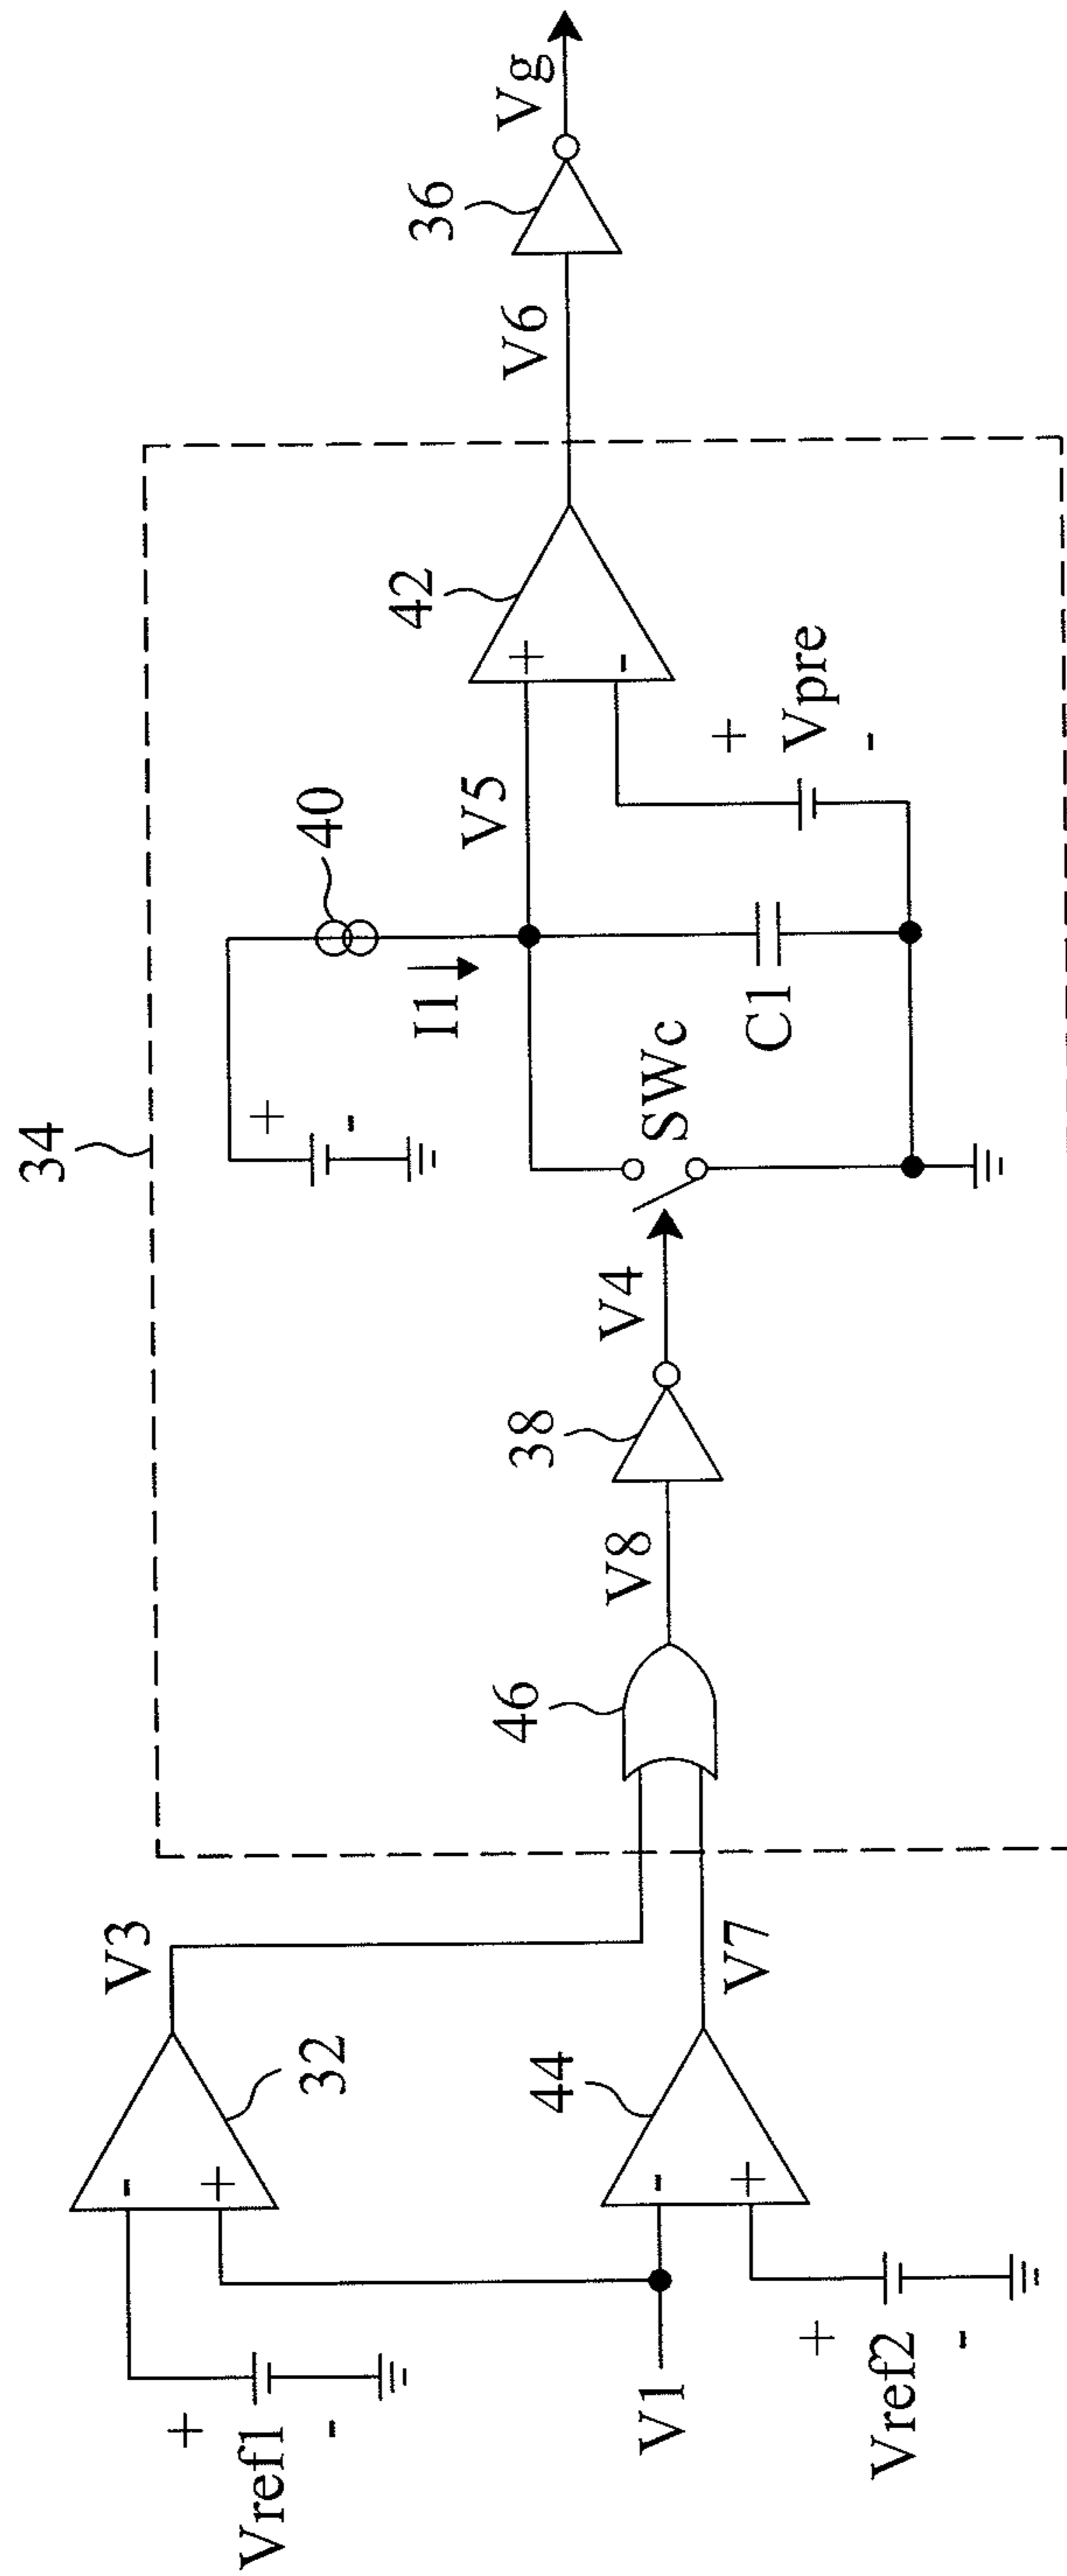 34
40
I1
+
-
V5
42
+
-
V6
36
Vg
C1
+
Vpre
-
SWc
V4
38
V8
46
V3
32
-
+
+
Vref1
-
V7
44
-
+
V1
+
Vref2
-